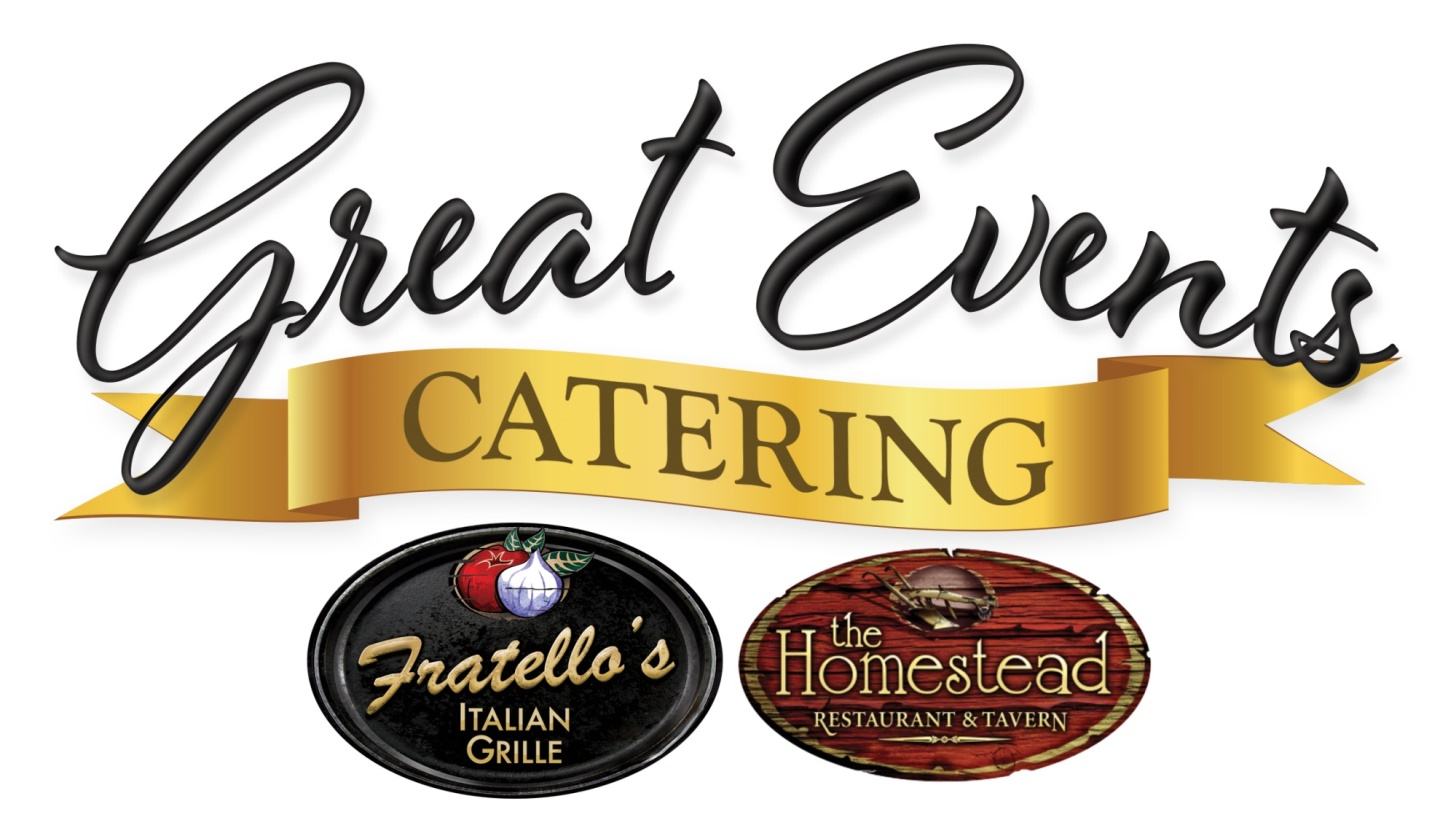 Great Events
CATERING
Fratello's
ITALIAN
GRILLE
the
Homestead
RESTAURANT & TAVERN